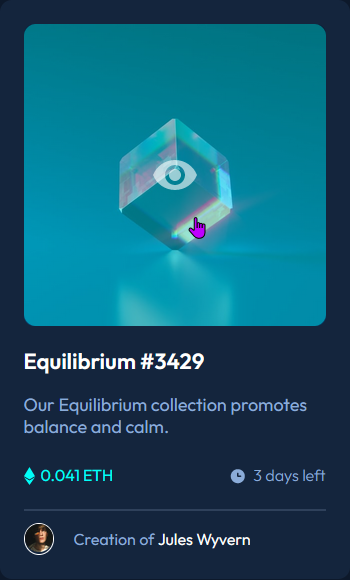 Equilibrium #3429
Our Equilibrium collection promotes
balance and calm.
0.041 ETH
3 days left
Creation of Jules Wyvern